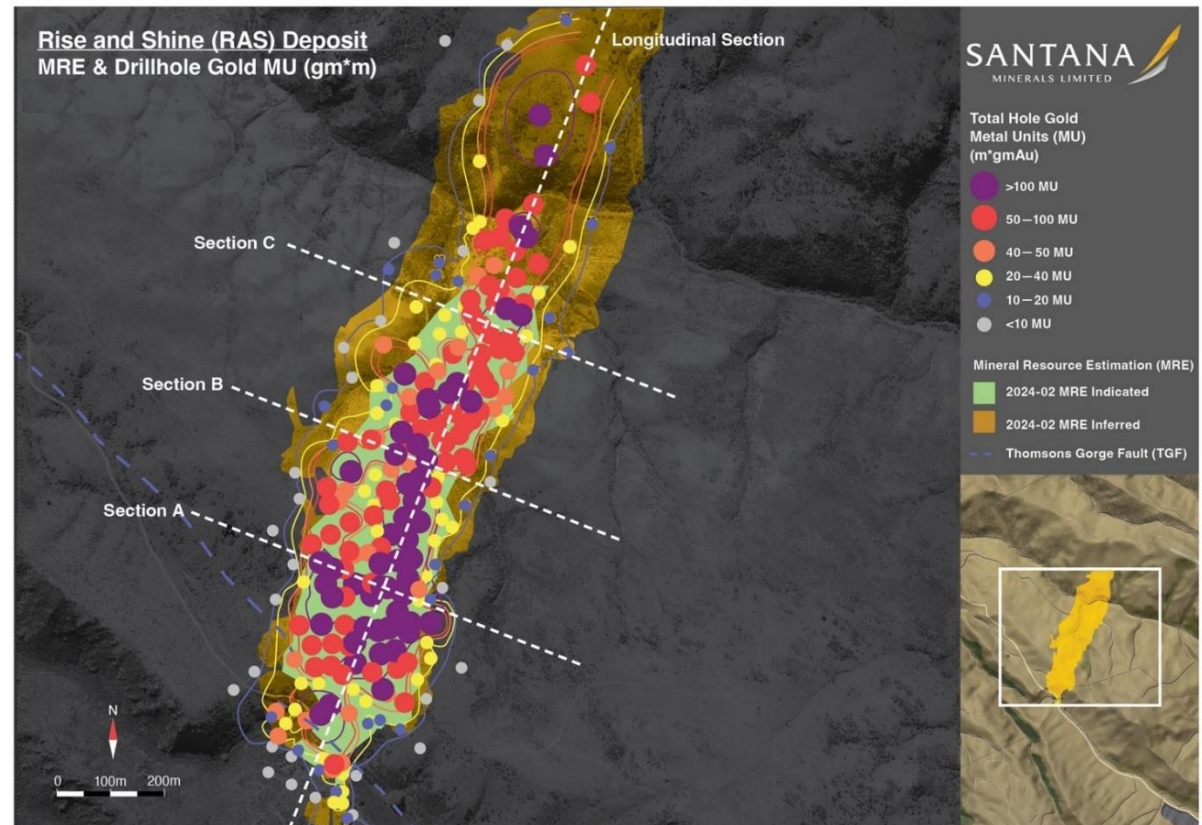 Rise and Shine (RAS) Deposit
MRE & Drillhole Gold MU (gm*m)
Longitudinal Section
Section C
Section B
Section A
A
N
0 100m 200m
SANTANA
MINERALS LIMITED
Total Hole Gold
Metal Units (MU)
(m*gmAu)
>100 MU
50–100 MU
40–50 MU
20–40 MU
10–20 MU
<10 MU
Mineral Resource Estimation (MRE)
2024-02 MRE Indicated
2024-02 MRE Inferred
Thomsons Gorge Fault (TGF)